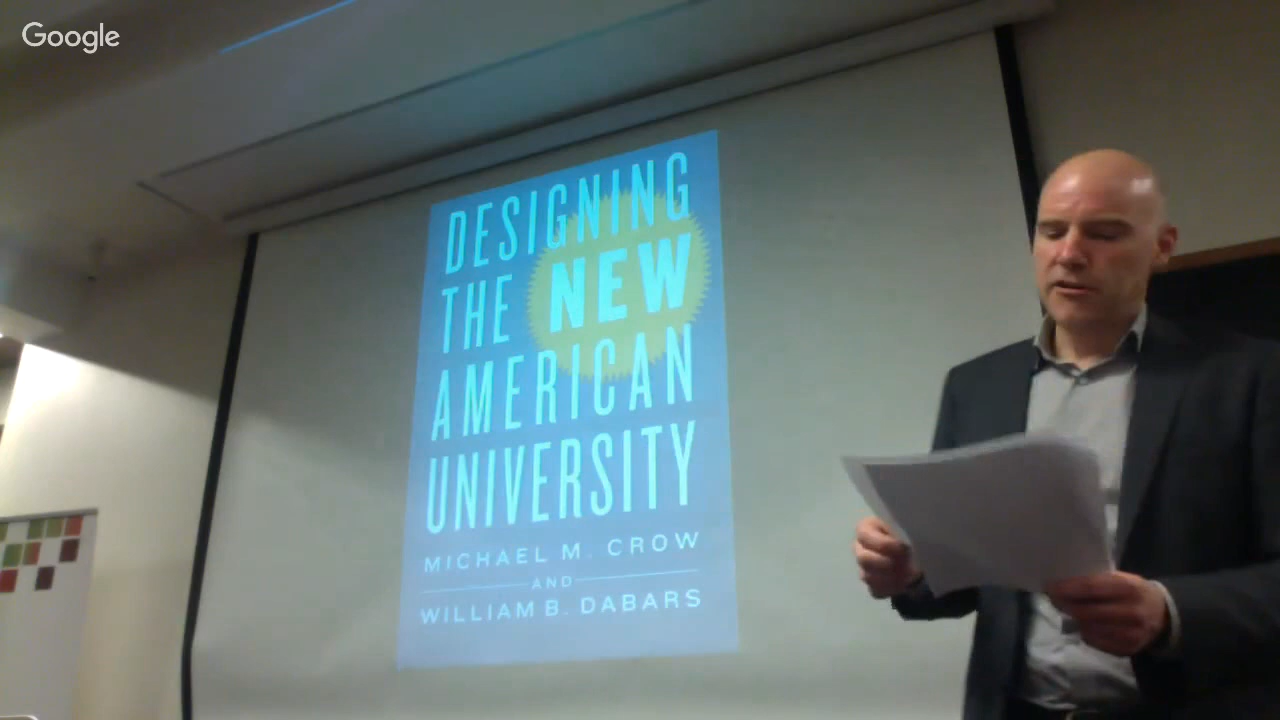 Google
DESIGNING
THE NEW
AMERICAN
UNIVERSITY
MICHAEL M. CROW
AND
WILLIAM B. DABARS